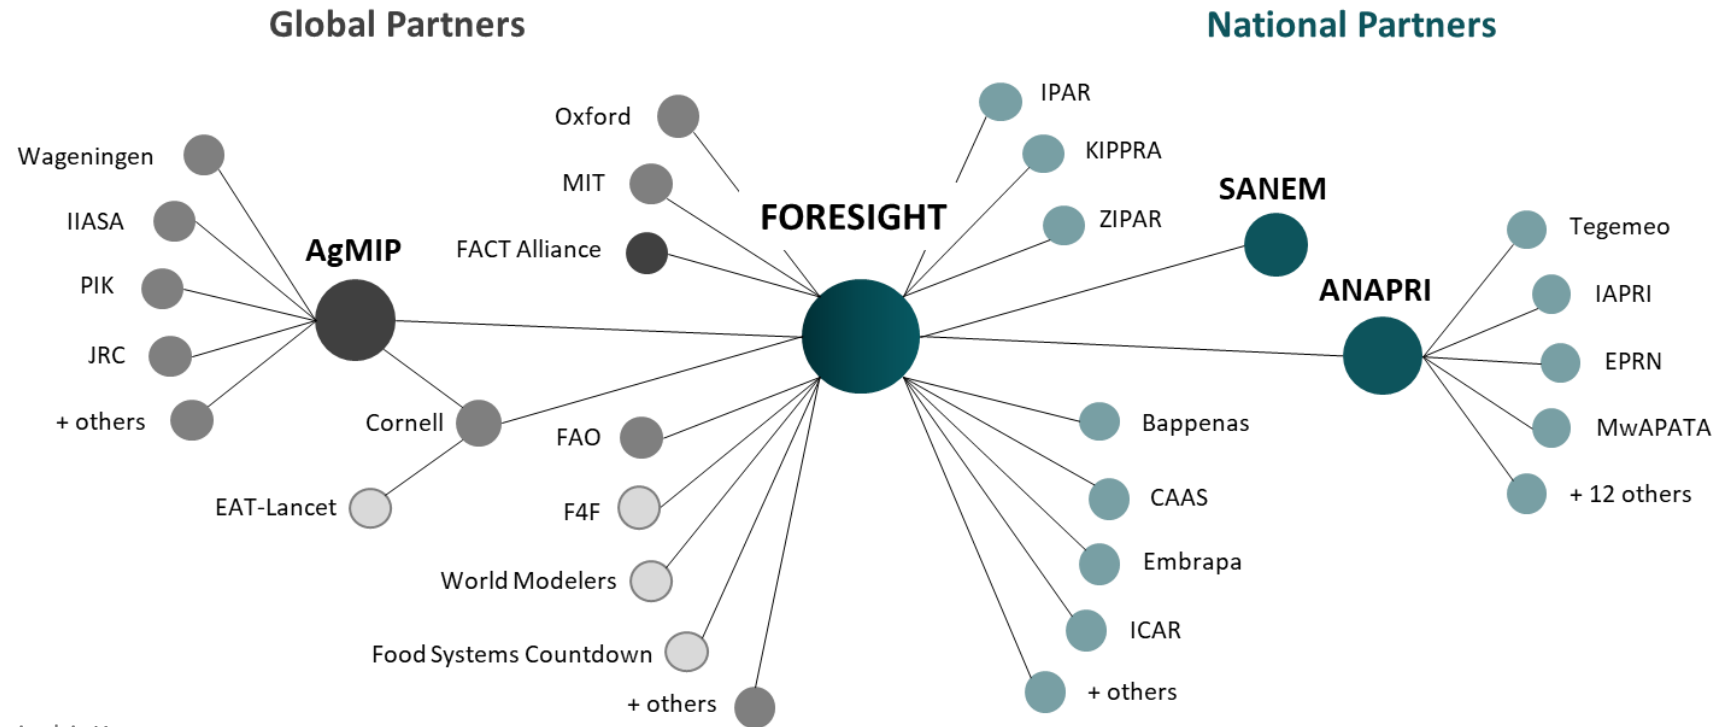 Global Partners
National Partners
Oxford
IPAR
Wageningen
KIPPRA
MIT
SANEM
IIASA
FORESIGHT
ZIPAR
Tegemeo
AgMIP
FACT Alliance
PIK
ANAPRI
IAPRI
JRC
EPRN
+ others
Cornell
FAO
Bappenas
MwAPATA
EAT-Lancet
F4F
CAAS
+ 12 others
World Modelers
Embrapa
Food Systems Countdown
ICAR
+ others
+ others